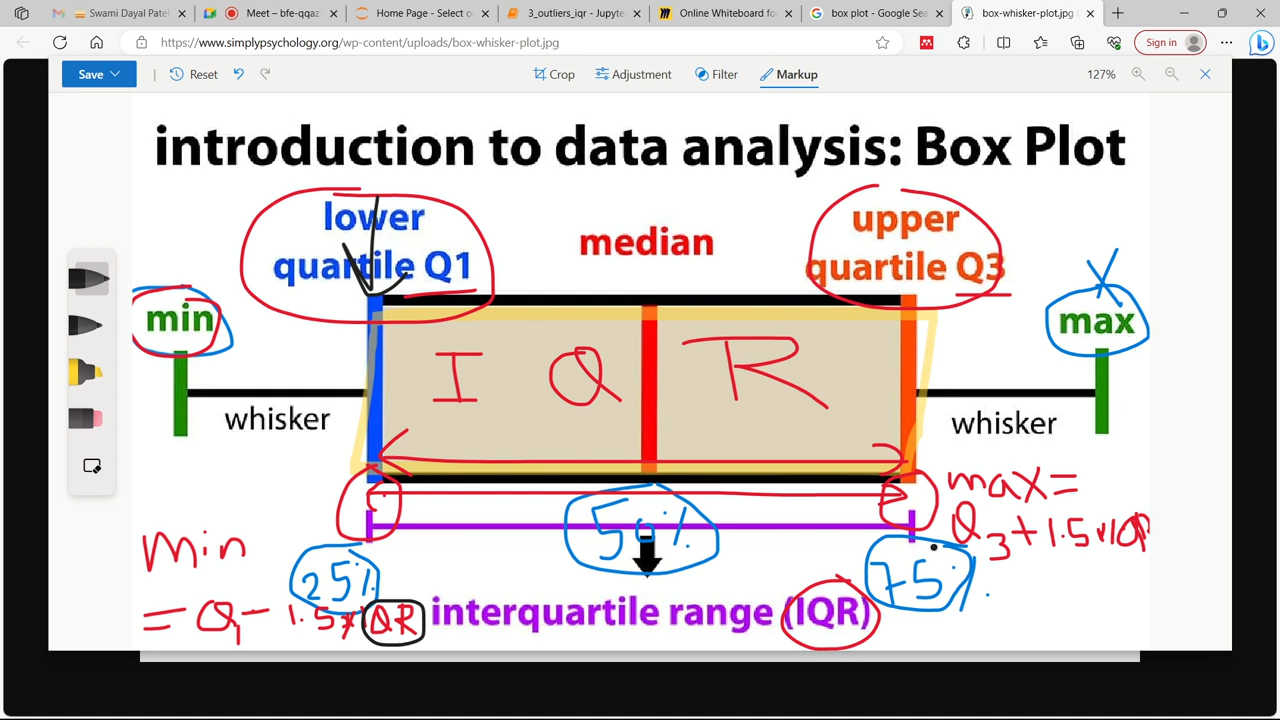 Swami Dayal Patel
Meet – bfe-qqaz
Home Page - Select o
3_outliers_iqr - Jupyte
Online Whiteboard fo
box plot - Google Sea
box-whisker-plot.jpg
https://www.simplypsychology.org/wp-content/uploads/box-whisker-plot.jpg
Sign in
Save
Reset
Crop
Adjustment
Filter
Markup
127%
introduction to data analysis: Box Plot
lower
quartile Q1
median
upper
quartile Q3
min
max
X
I Q R
whisker
whisker
max =
Q3 + 1.5 x IQR
Min
= Q1 - 1.5 x IQR
25%
50%
75%
interquartile range (IQR)